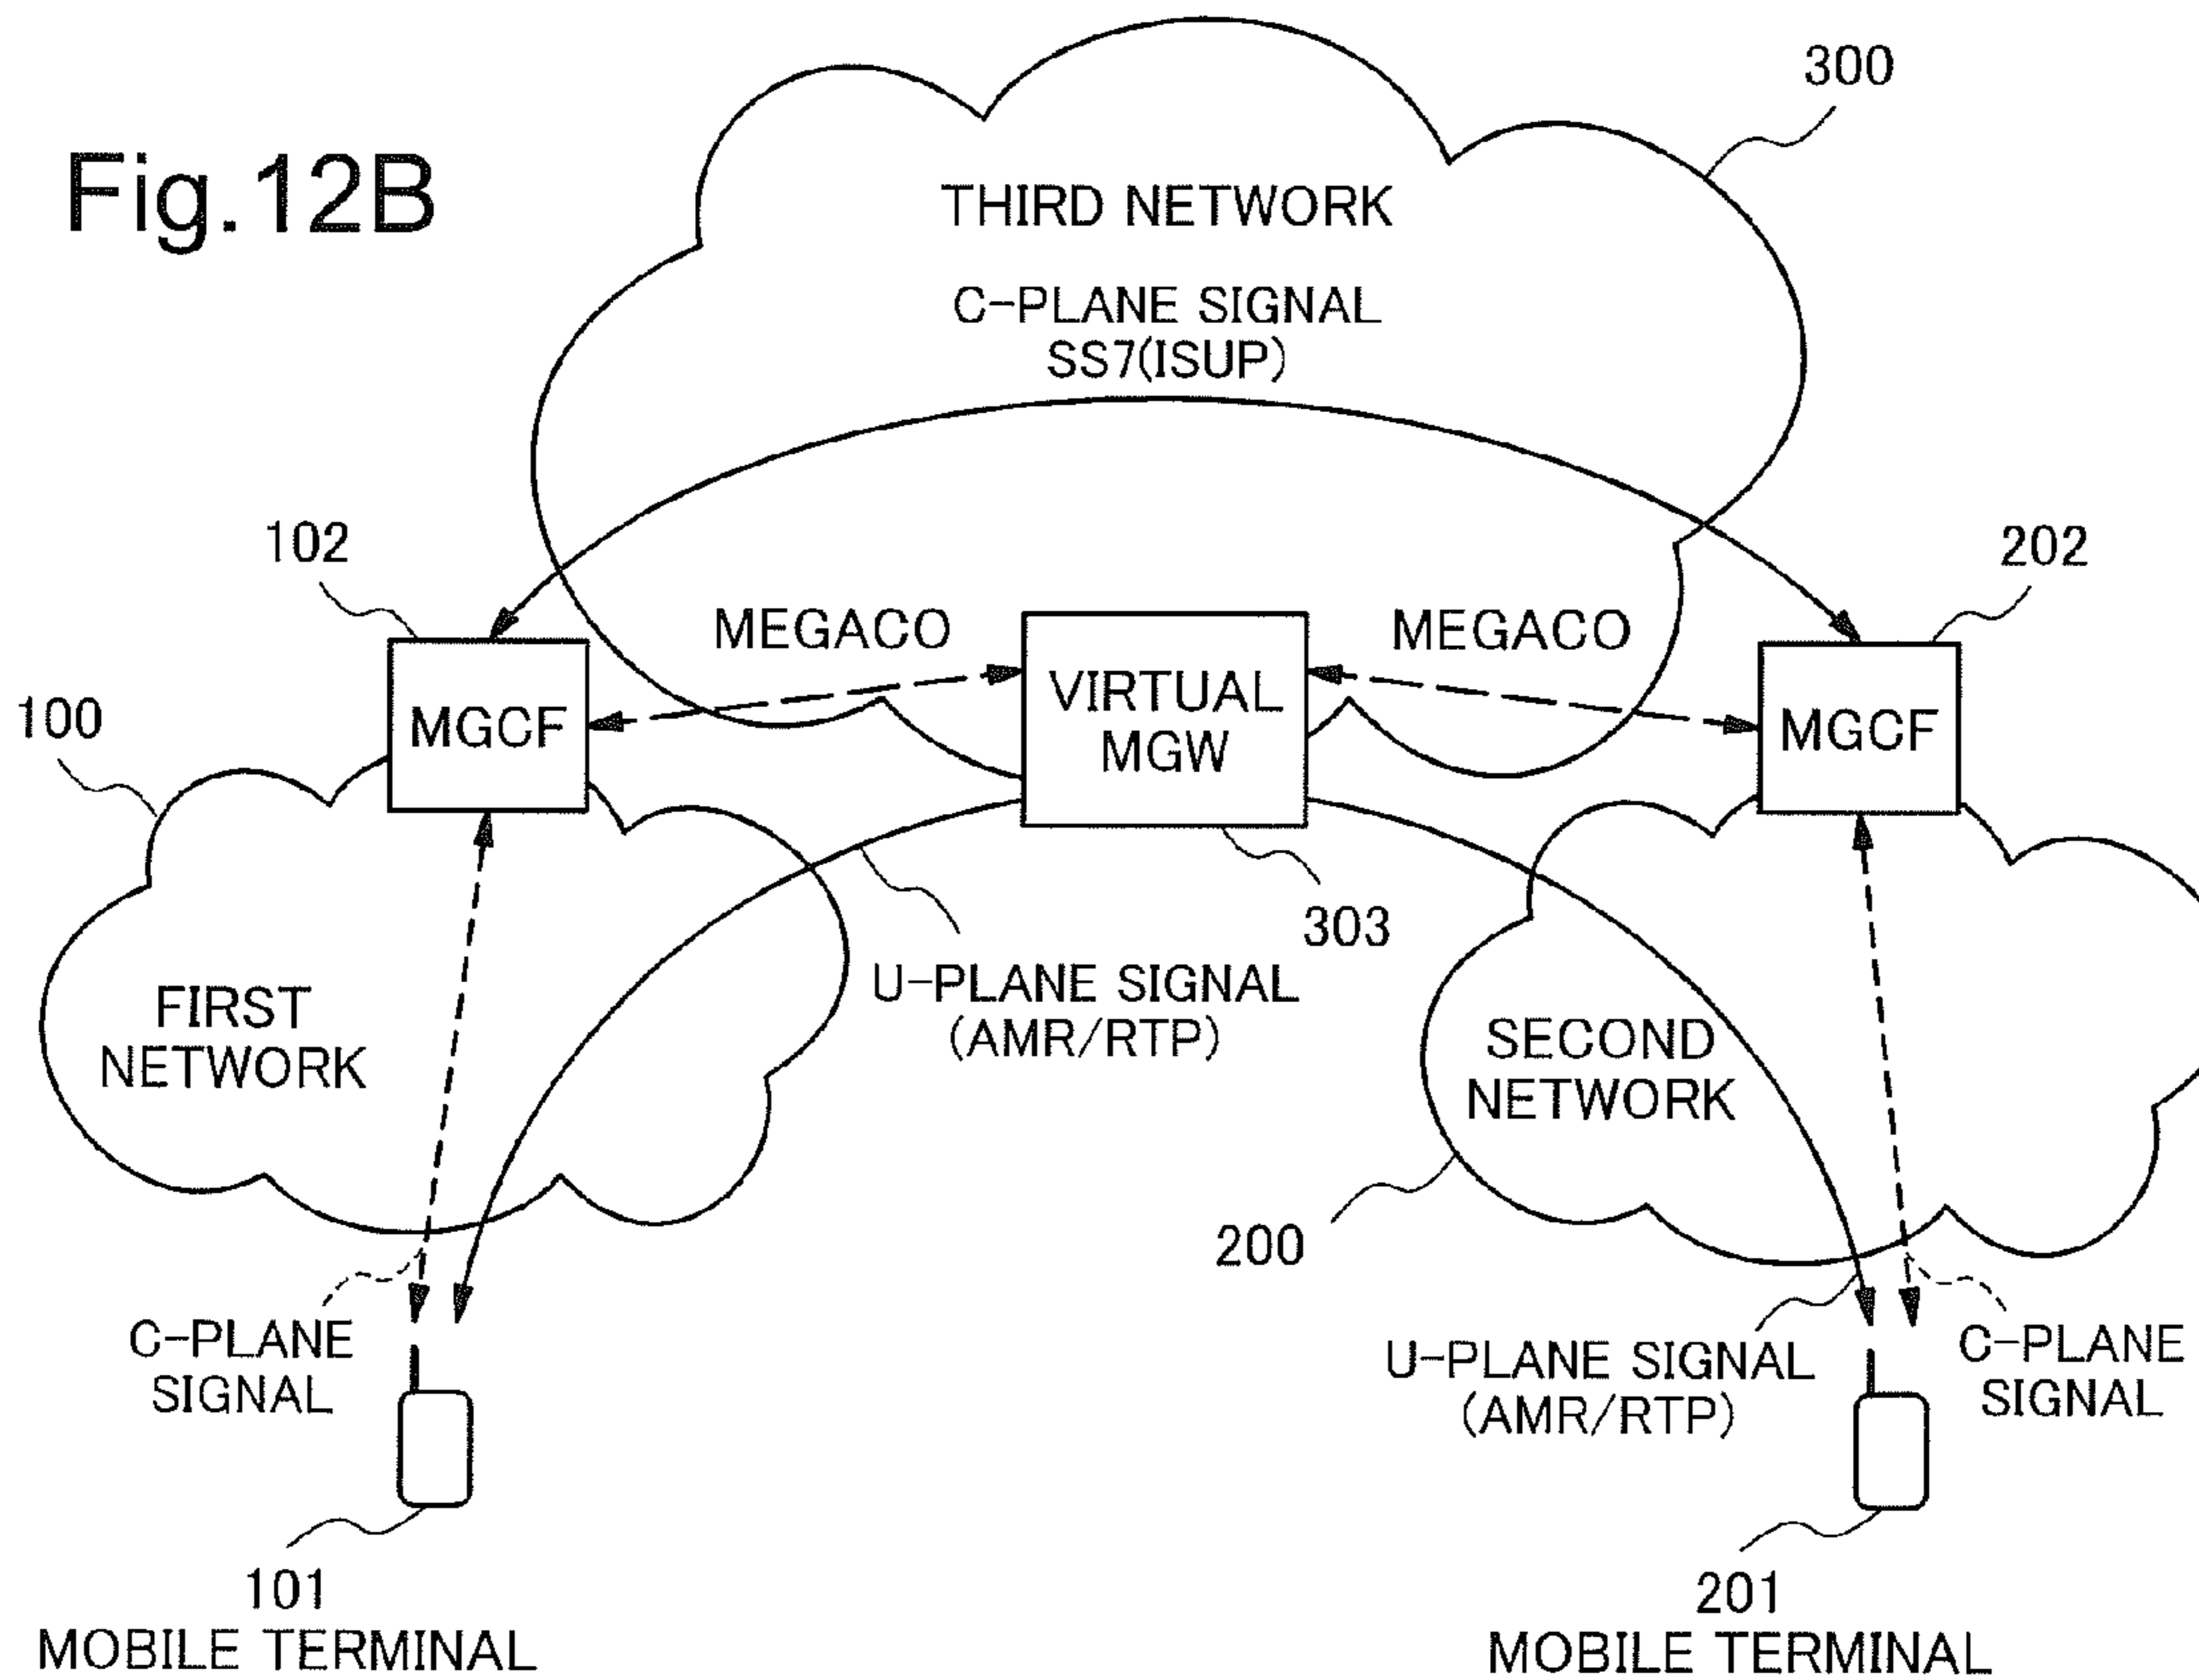 Fig.12B
300
THIRD NETWORK
C-PLANE SIGNAL
SS7(ISUP)
102
202
MEGACO
MEGACO
100
MGCF
VIRTUAL
MGW
MGCF
303
U-PLANE SIGNAL
(AMR/RTP)
FIRST
NETWORK
SECOND
NETWORK
200
C-PLANE
SIGNAL
U-PLANE SIGNAL
(AMR/RTP)
C-PLANE
SIGNAL
101
MOBILE TERMINAL
201
MOBILE TERMINAL